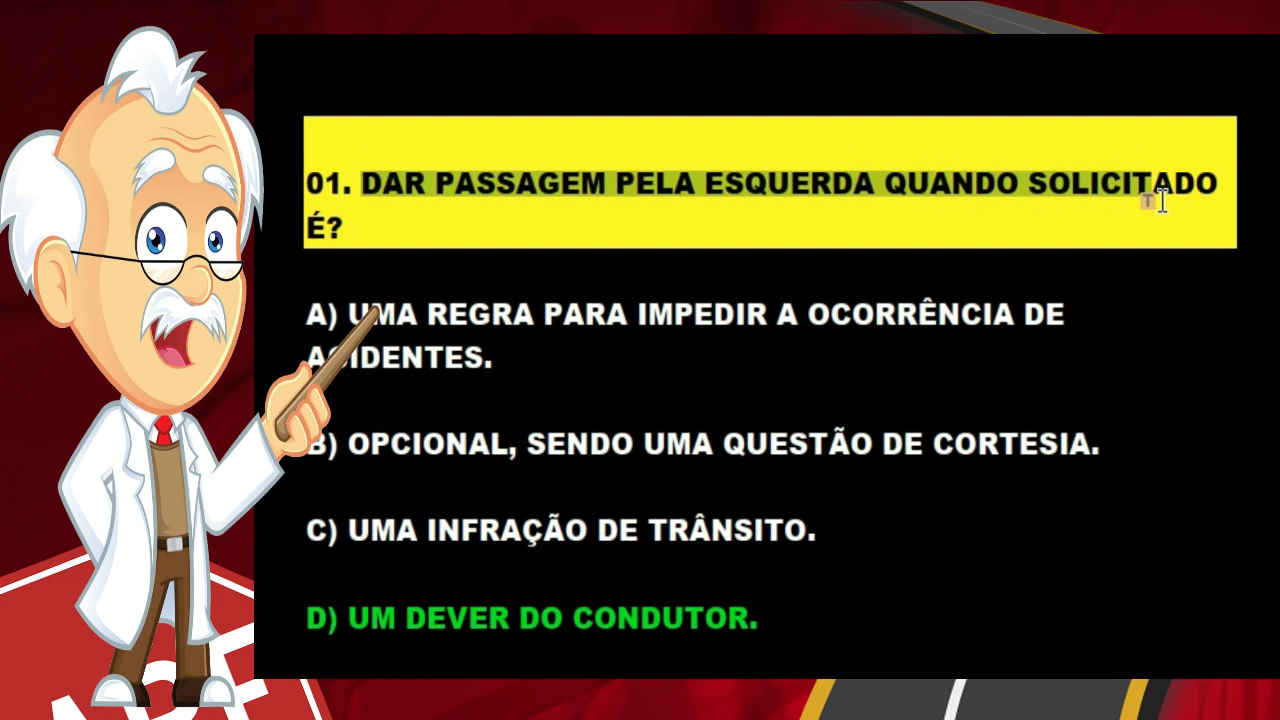 01. DAR PASSAGEM PELA ESQUERDA QUANDO SOLICITADO
É?
A) UMA REGRA PARA IMPEDIR A OCORRÊNCIA DE
ACIDENTES.
B) OPCIONAL, SENDO UMA QUESTÃO DE CORTESIA.
C) UMA INFRAÇÃO DE TRÂNSITO.
D) UM DEVER DO CONDUTOR.